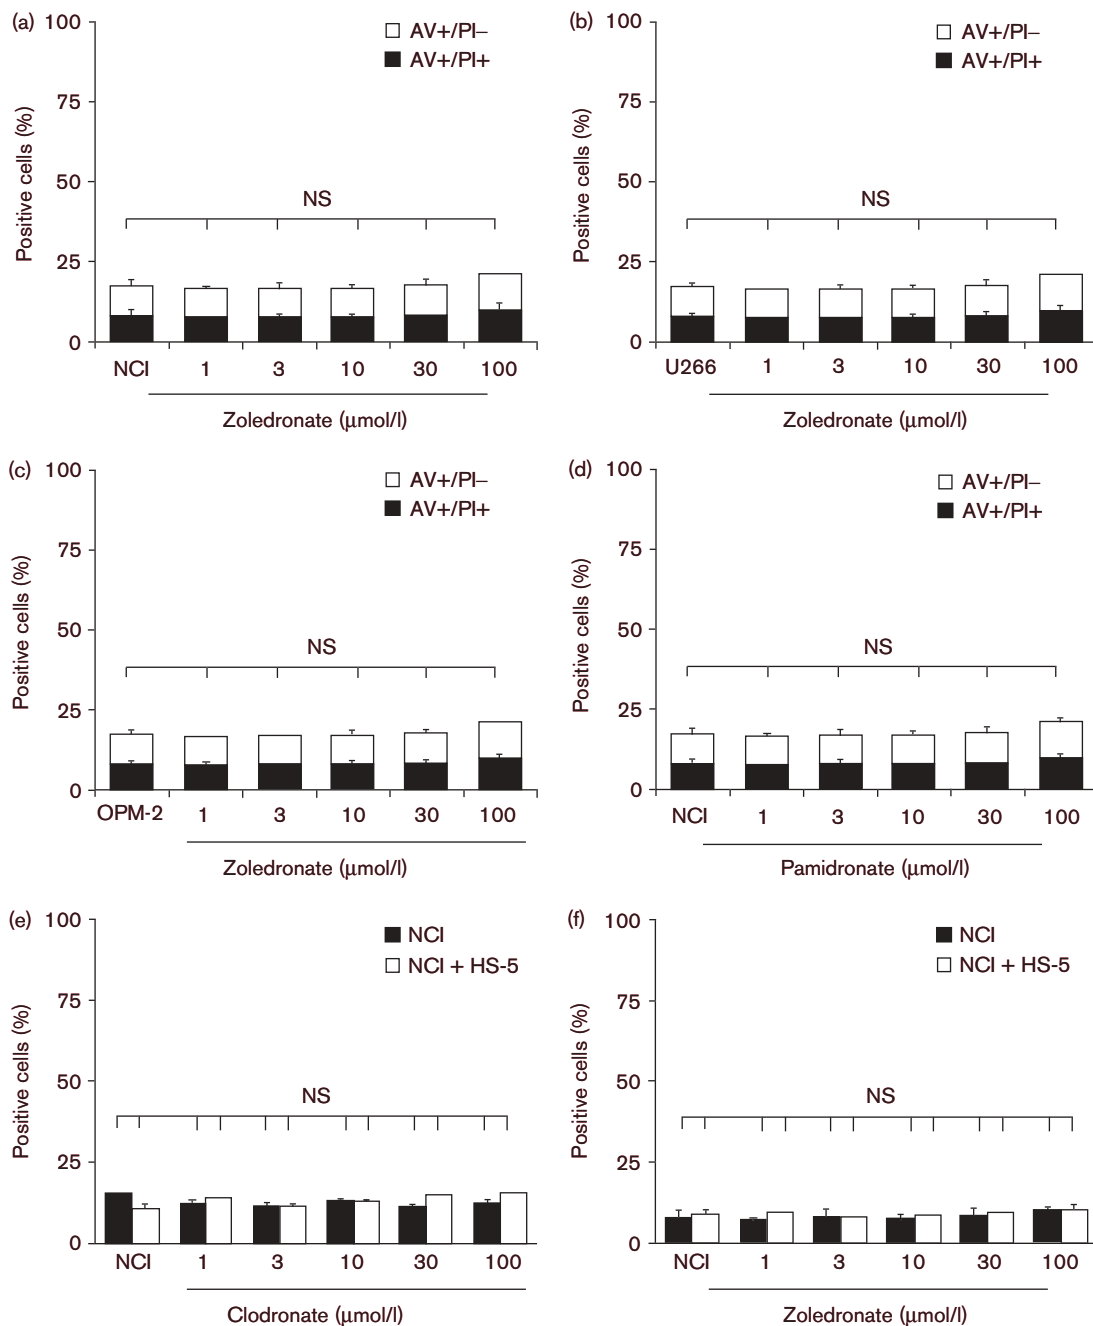 (a)
100
75
50
25
0
Positive cells (%)
AV+/PI–
AV+/PI+
NS
NCI 1 3 10 30 100
Zoledronate (μmol/l)
(b)
100
75
50
25
0
Positive cells (%)
AV+/PI–
AV+/PI+
NS
U266 1 3 10 30 100
Zoledronate (μmol/l)
(c)
100
75
50
25
0
Positive cells (%)
AV+/PI–
AV+/PI+
NS
OPM-2 1 3 10 30 100
Zoledronate (μmol/l)
(d)
100
75
50
25
0
Positive cells (%)
AV+/PI–
AV+/PI+
NS
NCI 1 3 10 30 100
Pamidronate (μmol/l)
(e)
100
75
50
25
0
Positive cells (%)
NCI
NCI + HS-5
NS
NCI 1 3 10 30 100
Clodronate (μmol/l)
(f)
100
75
50
25
0
Positive cells (%)
NCI
NCI + HS-5
NS
NCI 1 3 10 30 100
Zoledronate (μmol/l)